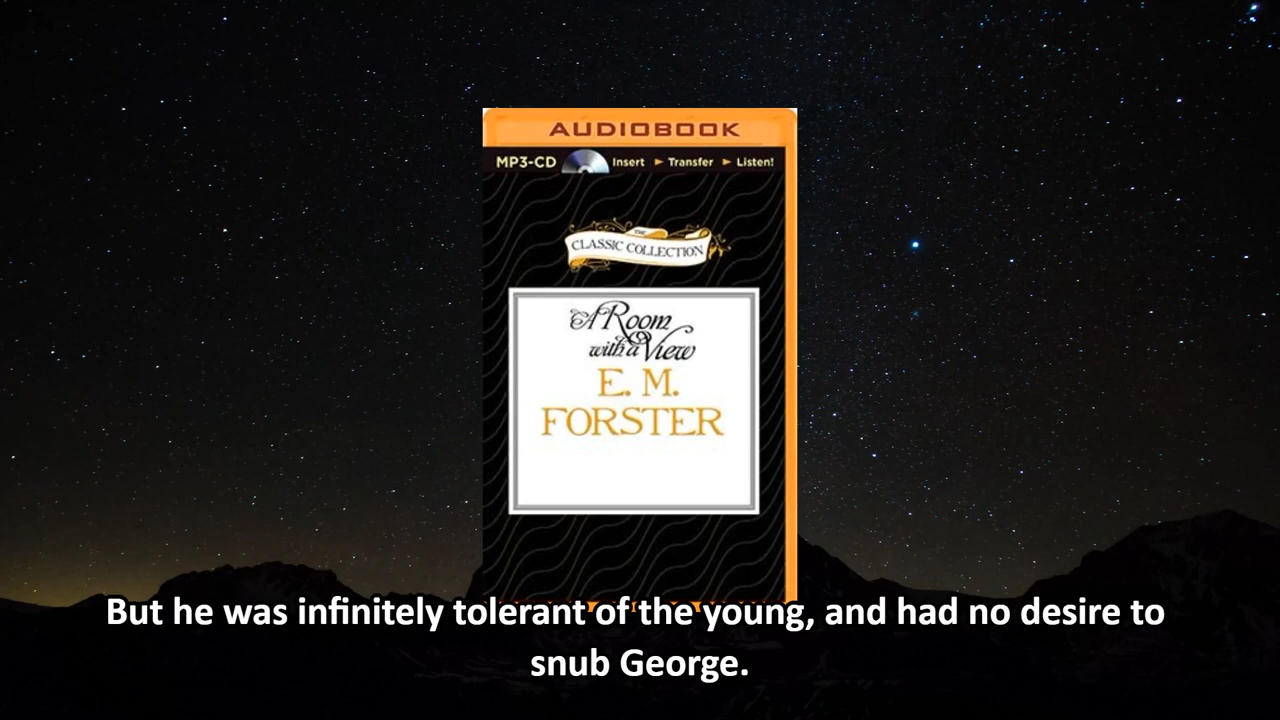 AUDIOBOOK
MP3-CD Insert ► Transfer ► Listen!
THE
CLASSIC COLLECTION
A Room
with a View
E. M.
FORSTER
But he was infinitely tolerant of the young, and had no desire to
snub George.